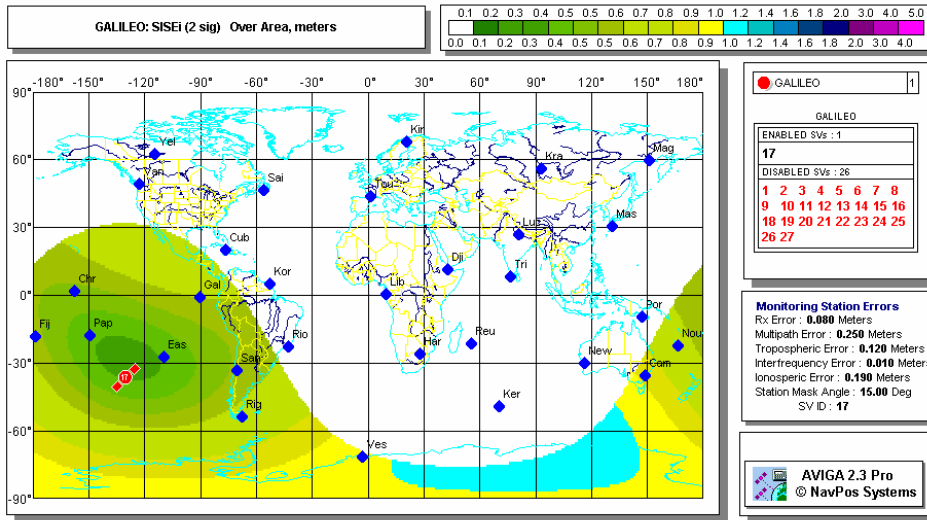 GALILEO: SISEi (2 sig) Over Area, meters
0.1 0.2 0.3 0.4 0.5 0.6 0.7 0.8 0.9 1.0 1.2 1.4 1.6 1.8 2.0 3.0 4.0 5.0
0.0 0.1 0.2 0.3 0.4 0.5 0.6 0.7 0.8 0.9 1.0 1.2 1.4 1.6 1.8 2.0 3.0 4.0
-180° -150° -120° -90° -60° -30° 0° 30° 60° 90° 120° 150° 180°
90°
60°
30°
0°
-30°
-60°
-90°
Kir
Yel
Kra
Mag
Van
Sai
Tou
Lus
Mas
Cub
Dji
Tri
Chr
Gal
Kor
Lib
Por
Fij
Pap
Eas
Rio
Reu
Nou
San
Har
New
Cam
17
Rig
Ker
Ves
GALILEO 1
GALILEO
ENABLED SVs : 1
17
DISABLED SVs : 26
1 2 3 4 5 6 7 8
9 10 11 12 13 14 15 16
18 19 20 21 22 23 24 25
26 27
Monitoring Station Errors
Rx Error : 0.080 Meters
Multipath Error : 0.250 Meters
Tropospheric Error : 0.120 Meters
Interfrequency Error : 0.010 Meters
Ionosperic Error : 0.190 Meters
Station Mask Angle : 15.00 Deg
SV ID : 17
AVIGA 2.3 Pro
© NavPos Systems